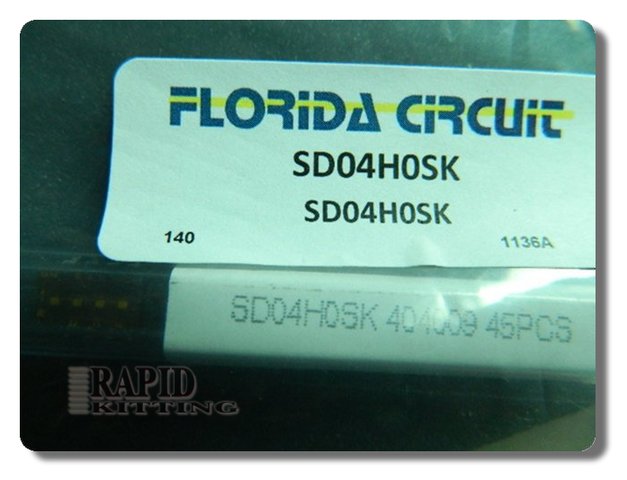 FLORIDA CIRCUIT
SD04H0SK
SD04H0SK
140 1136A
SD04H0SK 404009 45PCS
RAPID
KITTING